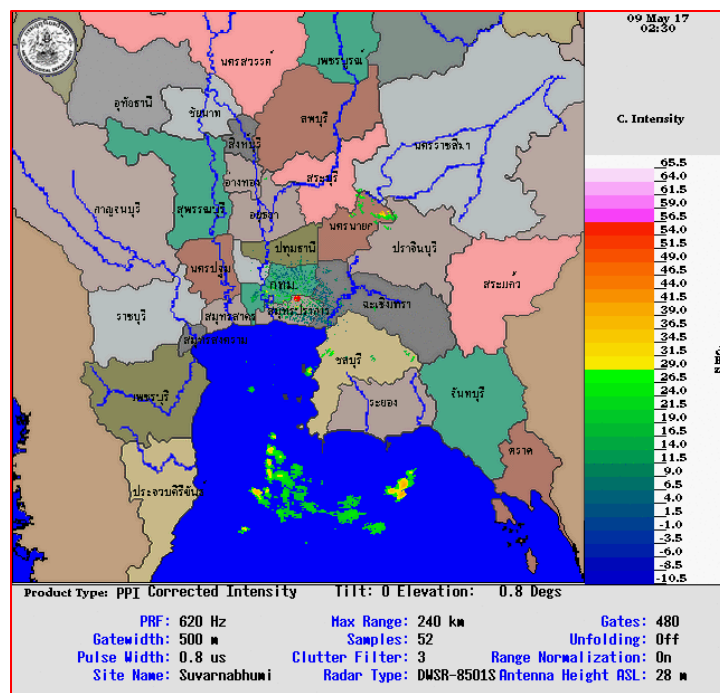 09 May 17
02:30
C. Intensity
นครสวรรค์
เพชรบูรณ์
อุทัยธานี
ชัยนาท
ลพบุรี
สิงห์บุรี
นครราชสีมา
สระบุรี
อ่างทอง
กาญจนบุรี
สุพรรณบุรี
อยุธยา
นครนายก
ปราจีนบุรี
ปทุมธานี
นครปฐม
สระแก้ว
กทม.
ฉะเชิงเทรา
สมุทรสาคร
สมุทรปราการ
ราชบุรี
สมุทรสงคราม
ชลบุรี
จันทบุรี
เพชรบุรี
ระยอง
ตราด
ประจวบคีรีขันธ์
65.5
64.0
61.5
59.0
56.5
54.0
51.5
49.0
46.5
44.0
41.5
39.0
36.5
34.0
31.5
29.0
26.5
24.0
21.5
19.0
16.5
14.0
11.5
9.0
6.5
4.0
1.5
-1.0
-3.5
-6.0
-8.5
-10.5
Product Type: PPI Corrected Intensity Tilt: 0 Elevation: 0.8 Degs
PRF: 620 Hz Max Range: 240 km Gates: 480
Gatewidth: 500 m Samples: 52 Unfolding: Off
Pulse Width: 0.8 us Clutter Filter: 3 Range Normalization: On
Site Name: Suvarnabhumi Radar Type: DWSR-8501S Antenna Height ASL: 28 m